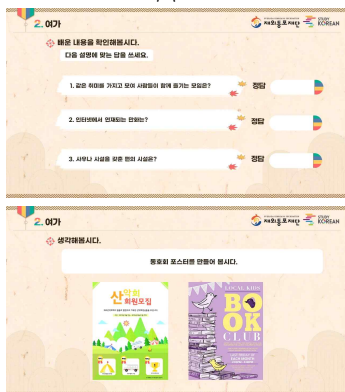 2. 여가
재외동포재단 STUDY KOREAN
배운 내용을 확인해봅시다.
다음 설명에 맞는 답을 쓰세요.
1. 같은 취미를 가지고 모여 사람들이 함께 즐기는 모임은?
정답
2. 인터넷에서 연재되는 만화는?
정답
3. 사우나 시설을 갖춘 편의 시설은?
정답
2. 여가
재외동포재단 STUDY KOREAN
생각해봅시다.
동호회 포스터를 만들어 봅시다.
산악회
회원모집
LOCAL KIDS
BO
OK
CLUB